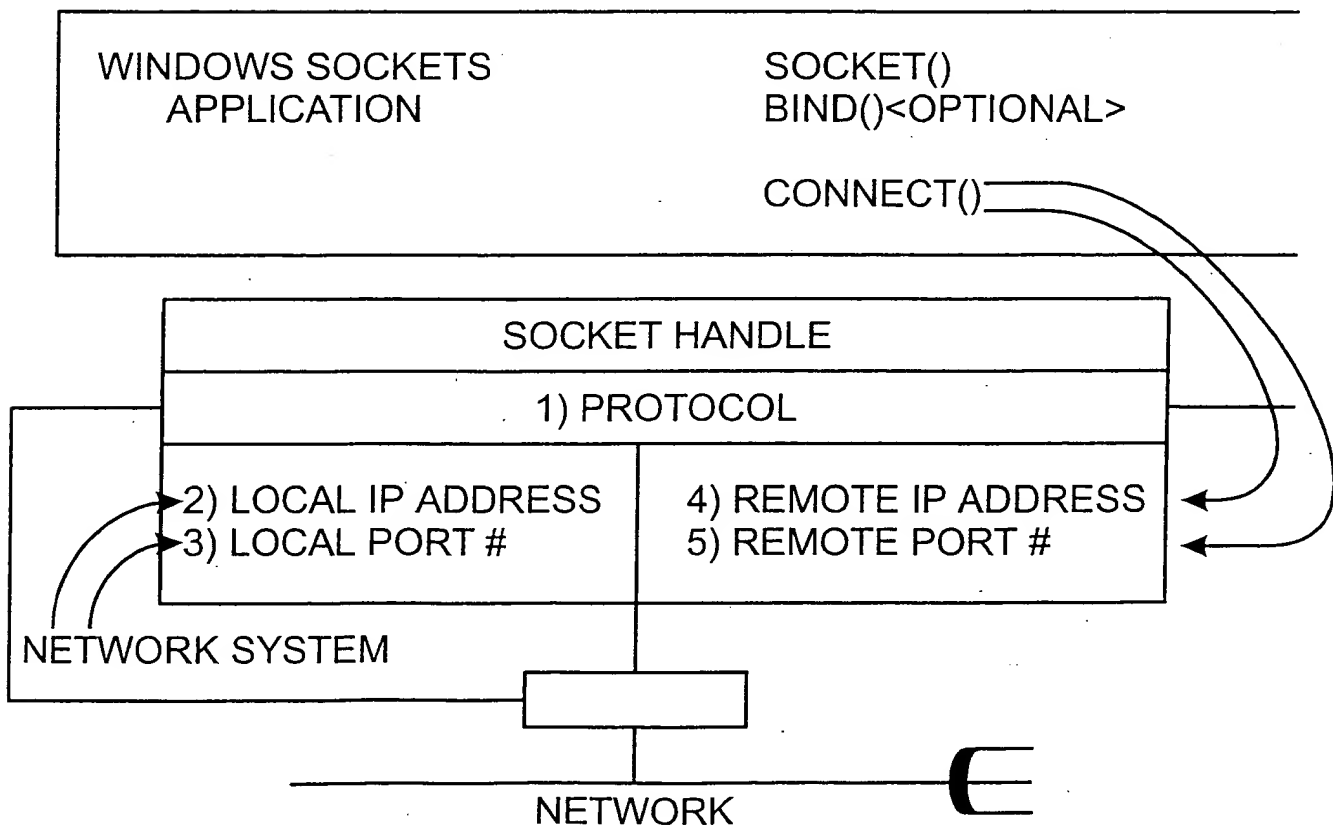 WINDOWS SOCKETS
APPLICATION
SOCKET()
BIND()<OPTIONAL>
CONNECT()
SOCKET HANDLE
1) PROTOCOL
2) LOCAL IP ADDRESS
3) LOCAL PORT #
4) REMOTE IP ADDRESS
5) REMOTE PORT #
NETWORK SYSTEM
NETWORK